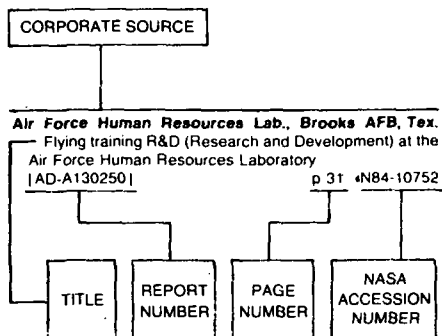 CORPORATE SOURCE
Air Force Human Resources Lab., Brooks AFB, Tex.
Flying training R&D (Research and Development) at the
Air Force Human Resources Laboratory
|AD-A130250| p 31 «N84-10752
TITLE
REPORT
NUMBER
PAGE
NUMBER
NASA
ACCESSION
NUMBER